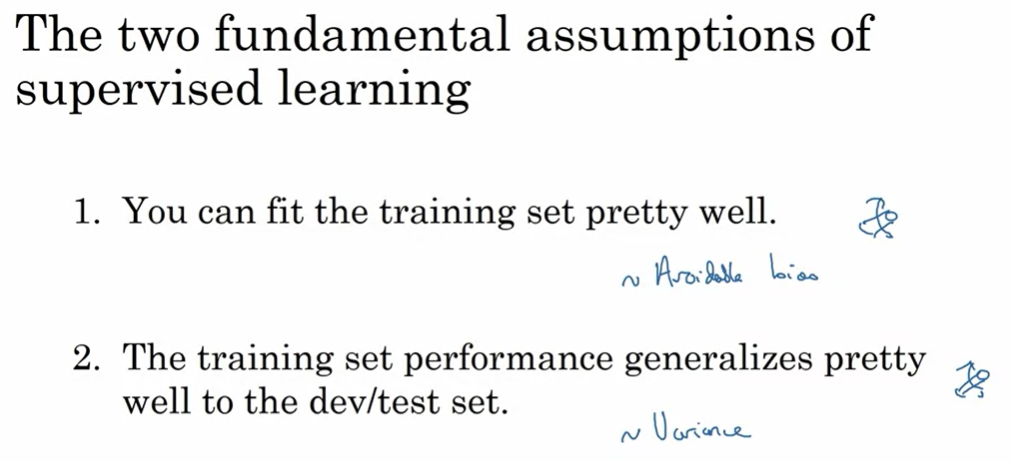 The two fundamental assumptions of
supervised learning
1. You can fit the training set pretty well.
~ Avoidable bias
2. The training set performance generalizes pretty
well to the dev/test set.
~ Variance